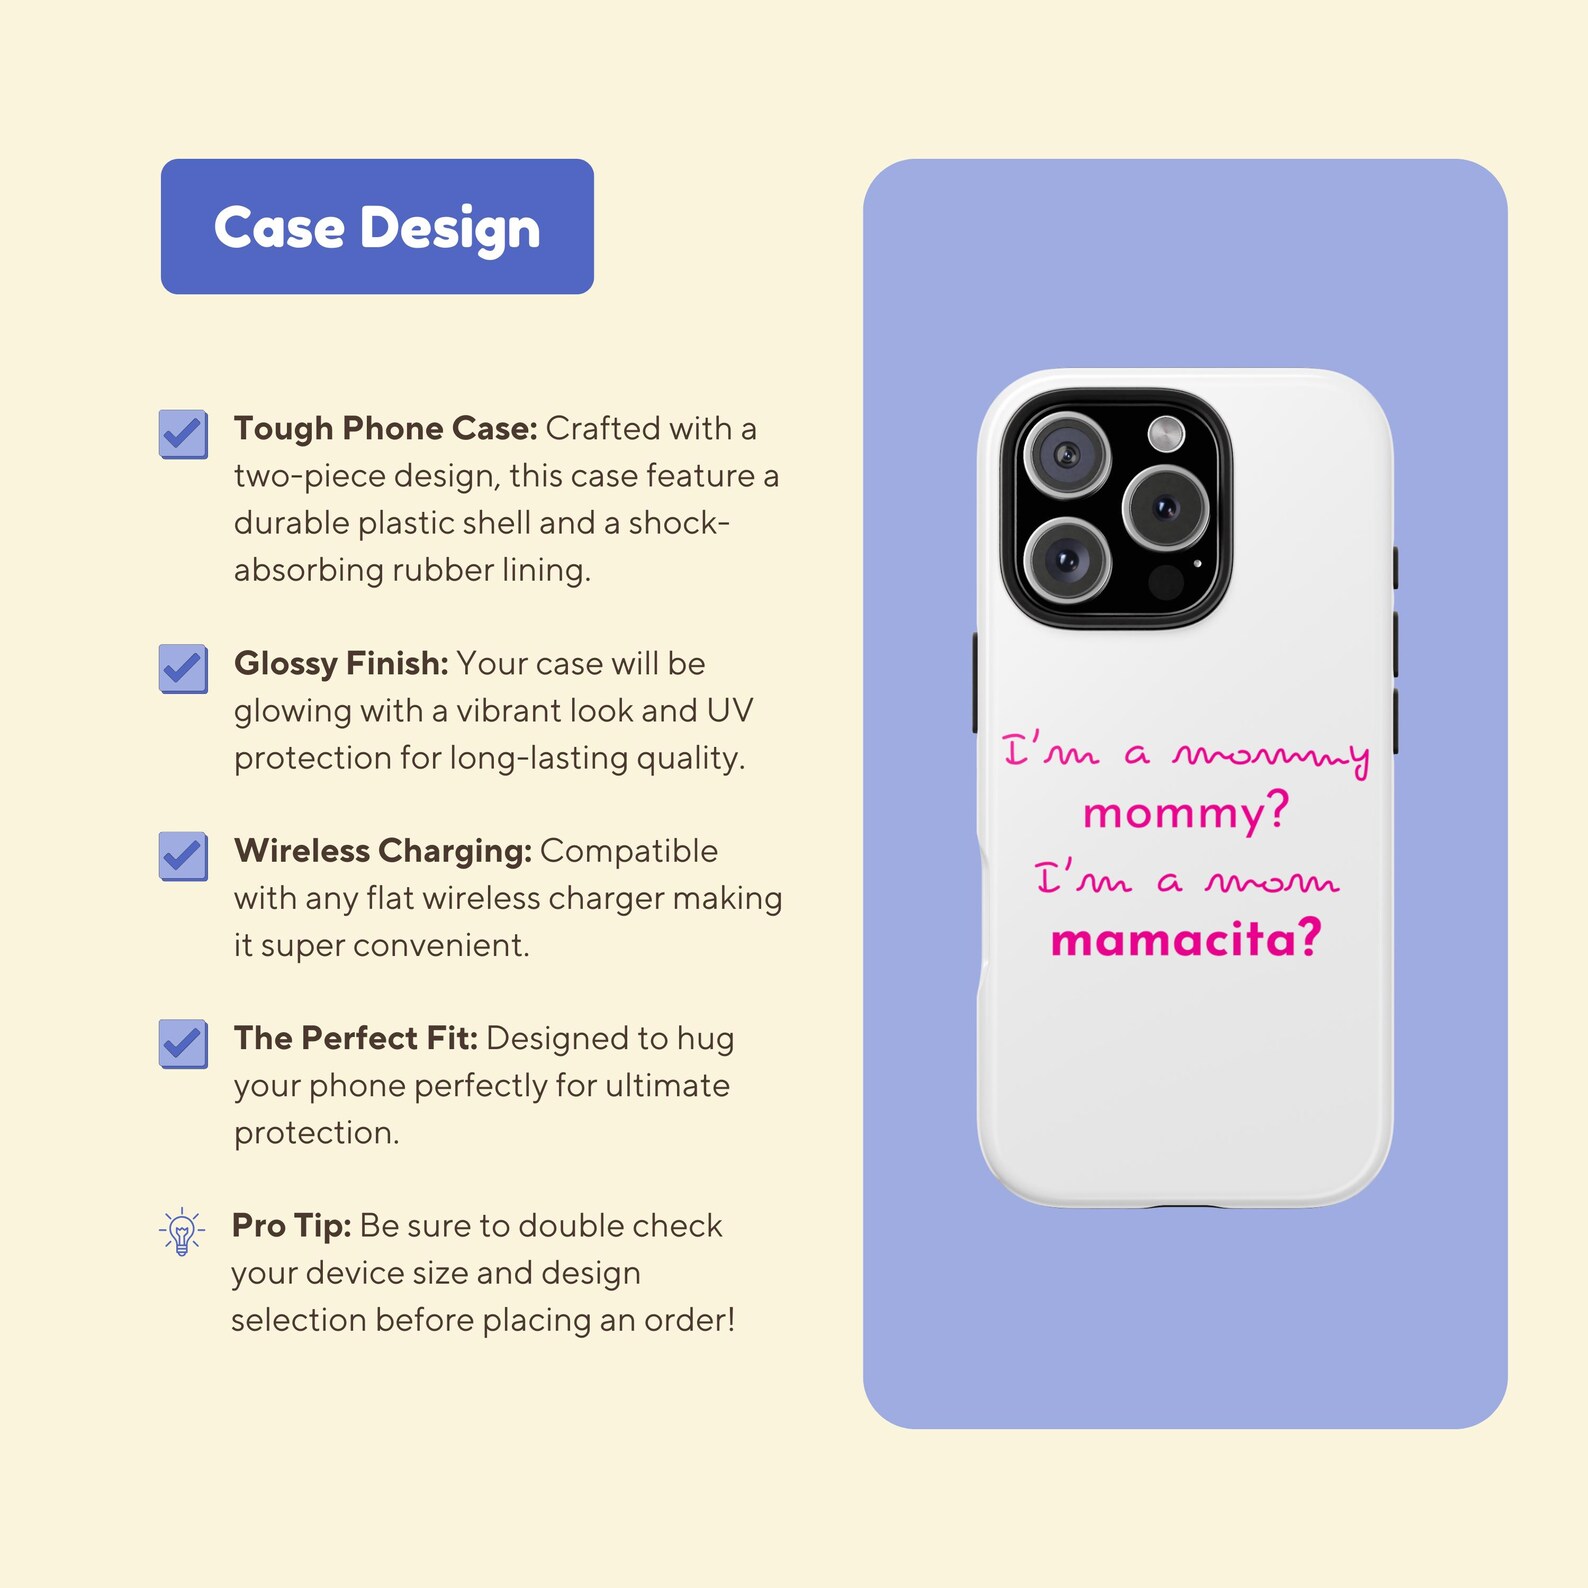 Case Design
Tough Phone Case: Crafted with a
two-piece design, this case feature a
durable plastic shell and a shock-
absorbing rubber lining.
Glossy Finish: Your case will be
glowing with a vibrant look and UV
protection for long-lasting quality.
Wireless Charging: Compatible
with any flat wireless charger making
it super convenient.
The Perfect Fit: Designed to hug
your phone perfectly for ultimate
protection.
Pro Tip: Be sure to double check
your device size and design
selection before placing an order!
I'm a mommy
mommy?
I'm a mom
mamacita?